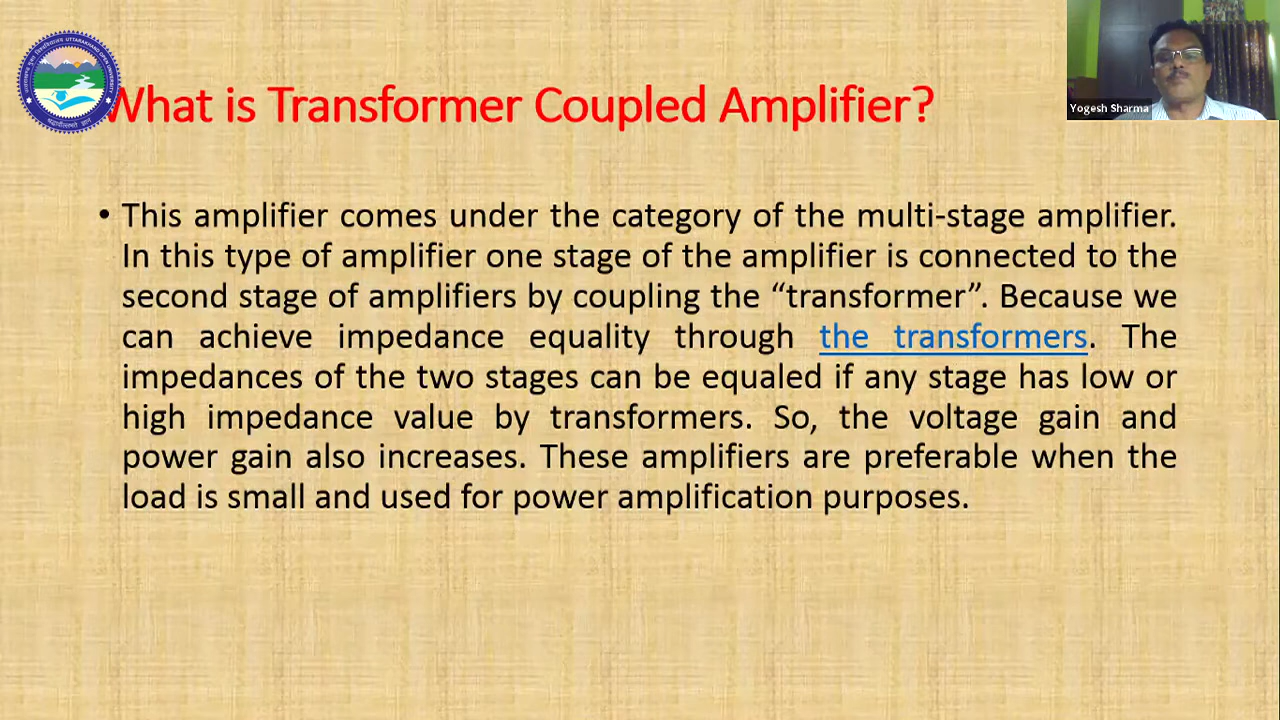 What is Transformer Coupled Amplifier?
Yogesh Sharma
• This amplifier comes under the category of the multi-stage amplifier.
In this type of amplifier one stage of the amplifier is connected to the
second stage of amplifiers by coupling the “transformer”. Because we
can achieve impedance equality through the transformers. The
impedances of the two stages can be equaled if any stage has low or
high impedance value by transformers. So, the voltage gain and
power gain also increases. These amplifiers are preferable when the
load is small and used for power amplification purposes.
UTTARAKHAND OPEN UNIVERSITY